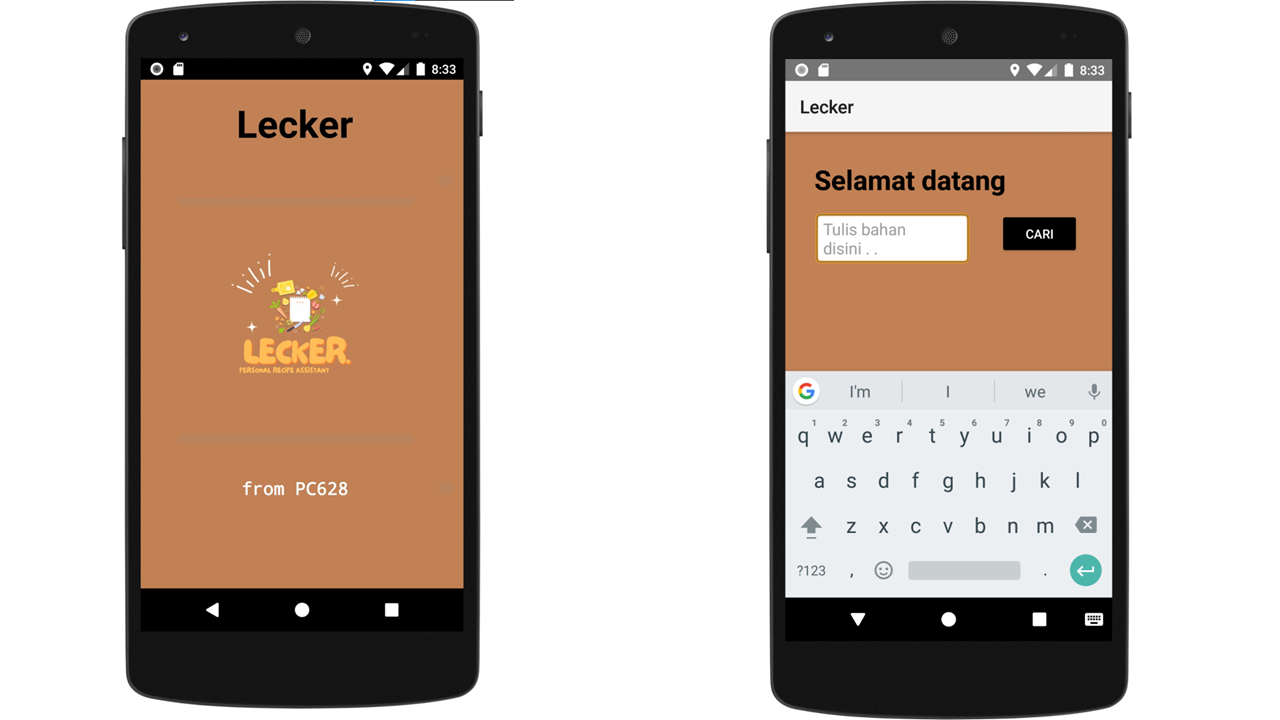 8:33
Lecker
LECKER.
PERSONAL RECIPE ASSISTANT
from PC628
8:33
Lecker
Selamat datang
Tulis bahan
disini . .
CARI
I'm I we
1 2 3 4 5 6 7 8 9 0
q w e r t y u i o p
a s d f g h j k l
z x c v b n m
?123 , .